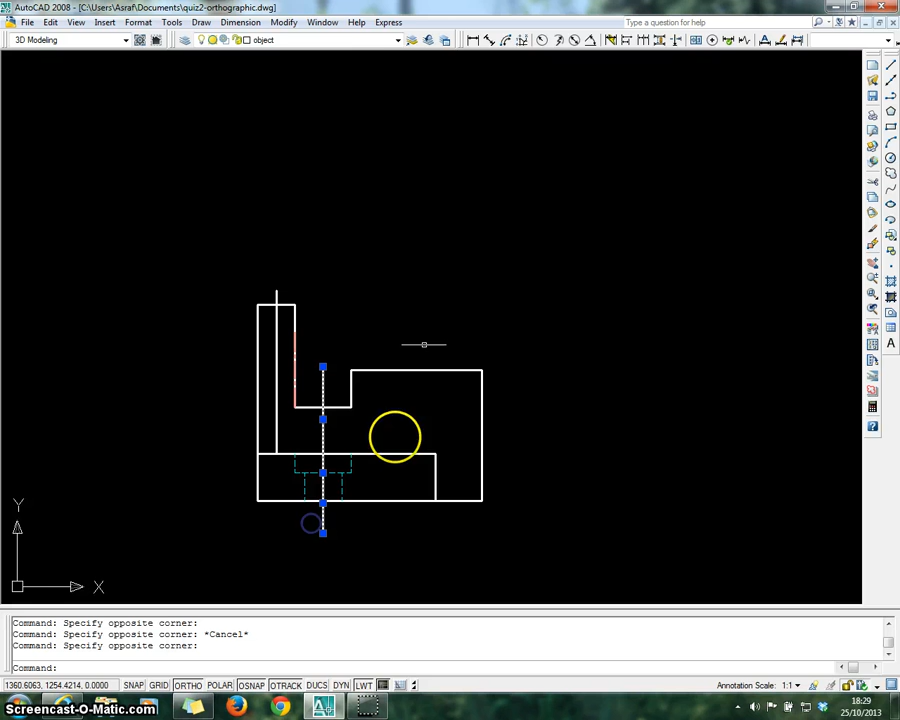 AutoCAD 2008 - [C:\Users\Asraf\Documents\quiz2-orthographic.dwg]
File Edit View Insert Format Tools Draw Dimension Modify Window Help Express
Type a question for help
3D Modeling
object
A
Y
X
Command: Specify opposite corner:
Command: Specify opposite corner: *Cancel*
Command: Specify opposite corner:
Command:
1360.6063, 1254.4214, 0.0000
SNAP GRID ORTHO POLAR OSNAP OTRACK DUCS DYN LWT
Annotation Scale: 1:1
Screencast-O-Matic.com
18:29
25/10/2013